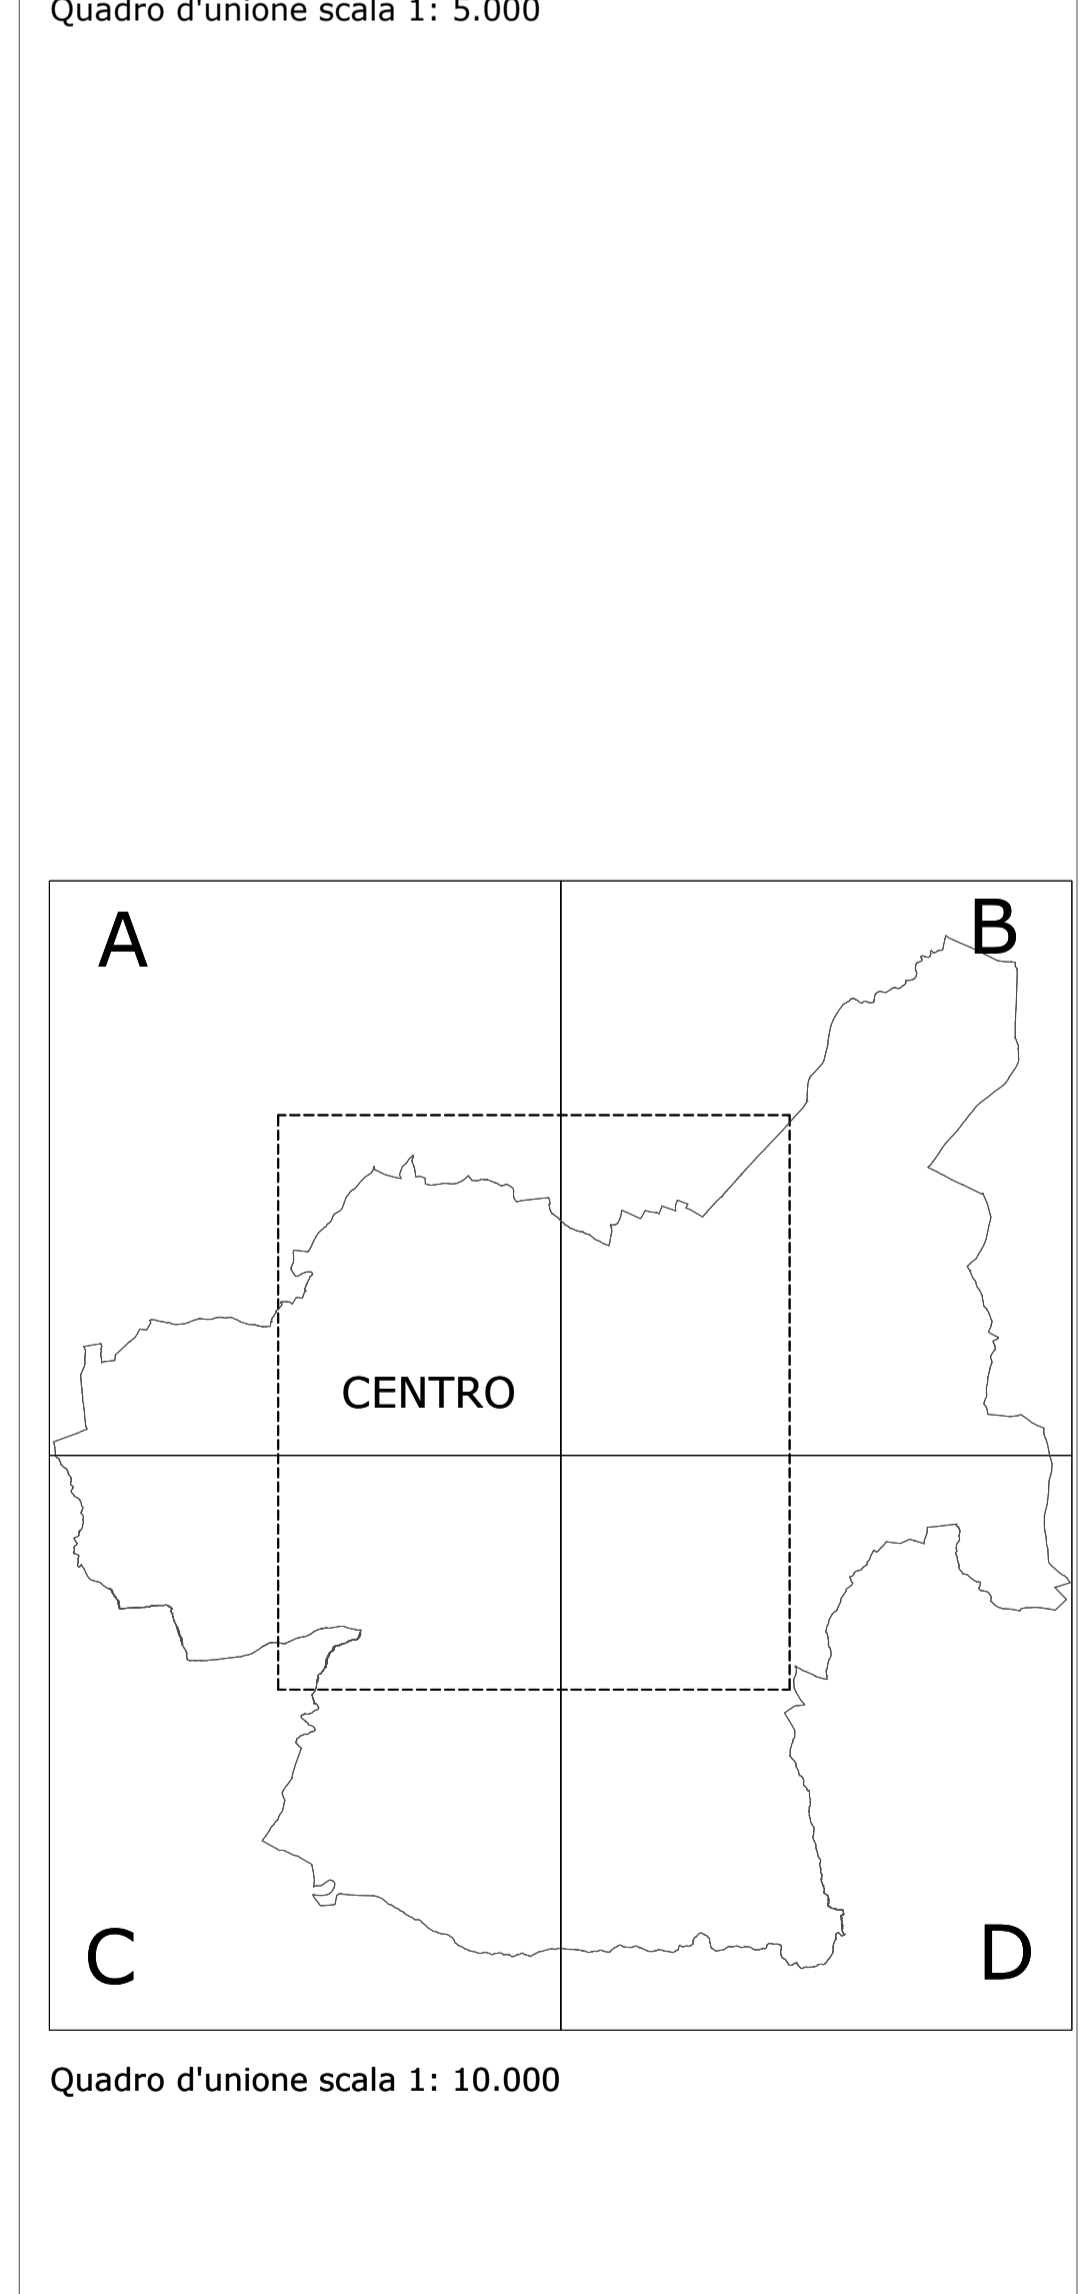 Quadro d'unione scala 1: 5.000
A
B
CENTRO
C
D
Quadro d'unione scala 1: 10.000